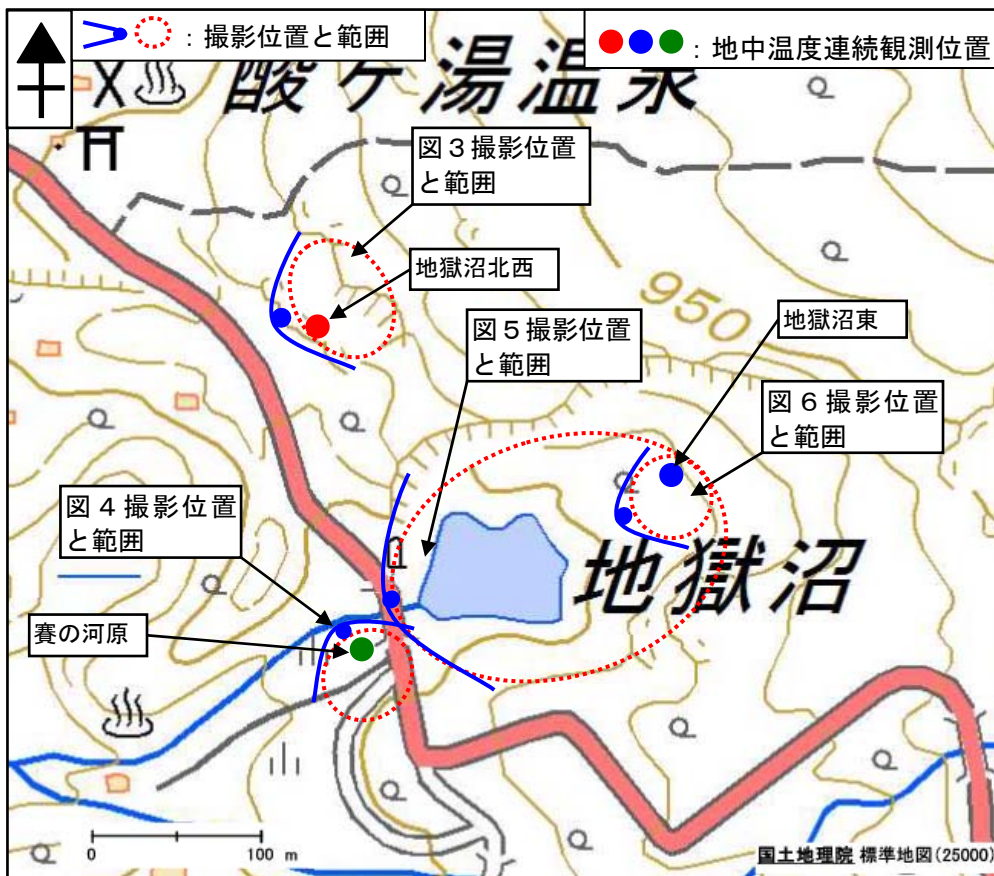 ：撮影位置と範囲
：地中温度連続観測位置
酸ヶ湯温泉
図３撮影位置
と範囲
地獄沼北西
950
図５撮影位置
と範囲
地獄沼東
図６撮影位置
と範囲
図４撮影位置
と範囲
地獄沼
賽の河原
0 100 m
国土地理院 標準地図(25000)